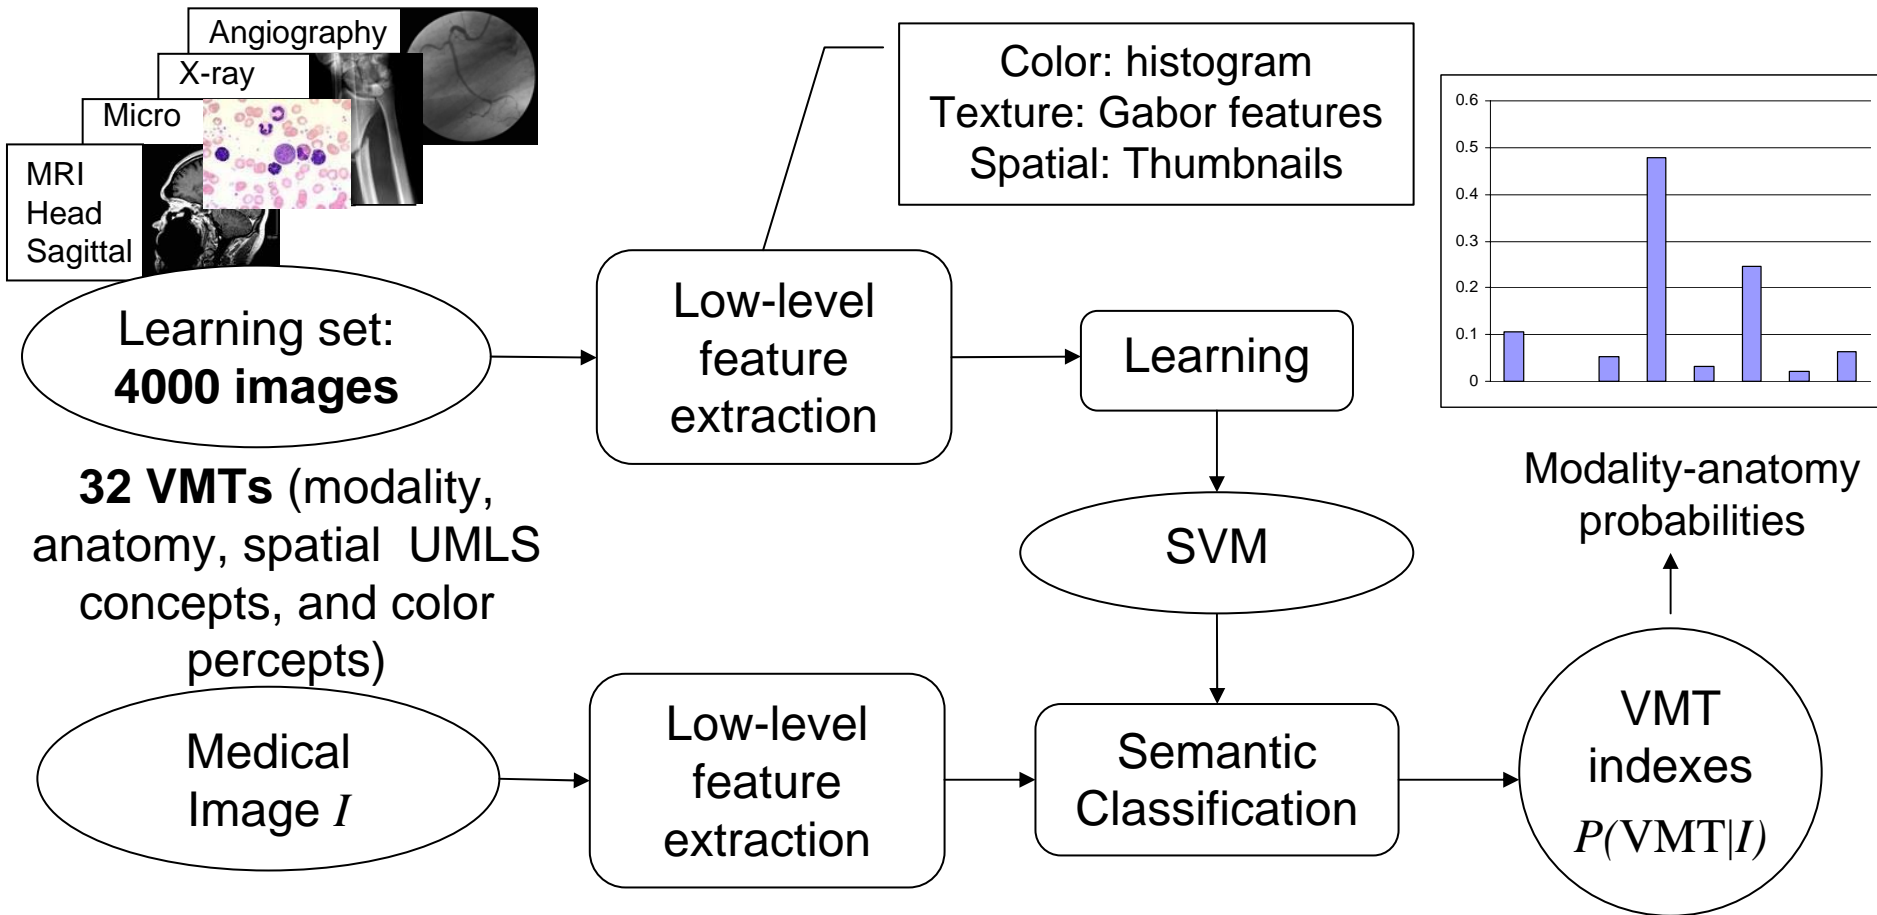 Angiography
X-ray
Micro
MRI
Head
Sagittal
Color: histogram
Texture: Gabor features
Spatial: Thumbnails
0.6
0.5
0.4
0.3
0.2
0.1
0
Learning set:
4000 images
Low-level
feature
extraction
Learning
32 VMTs (modality,
anatomy, spatial UMLS
concepts, and color
percepts)
SVM
Modality-anatomy
probabilities
Medical
Image I
Low-level
feature
extraction
Semantic
Classification
VMT
indexes
P(VMT|I)